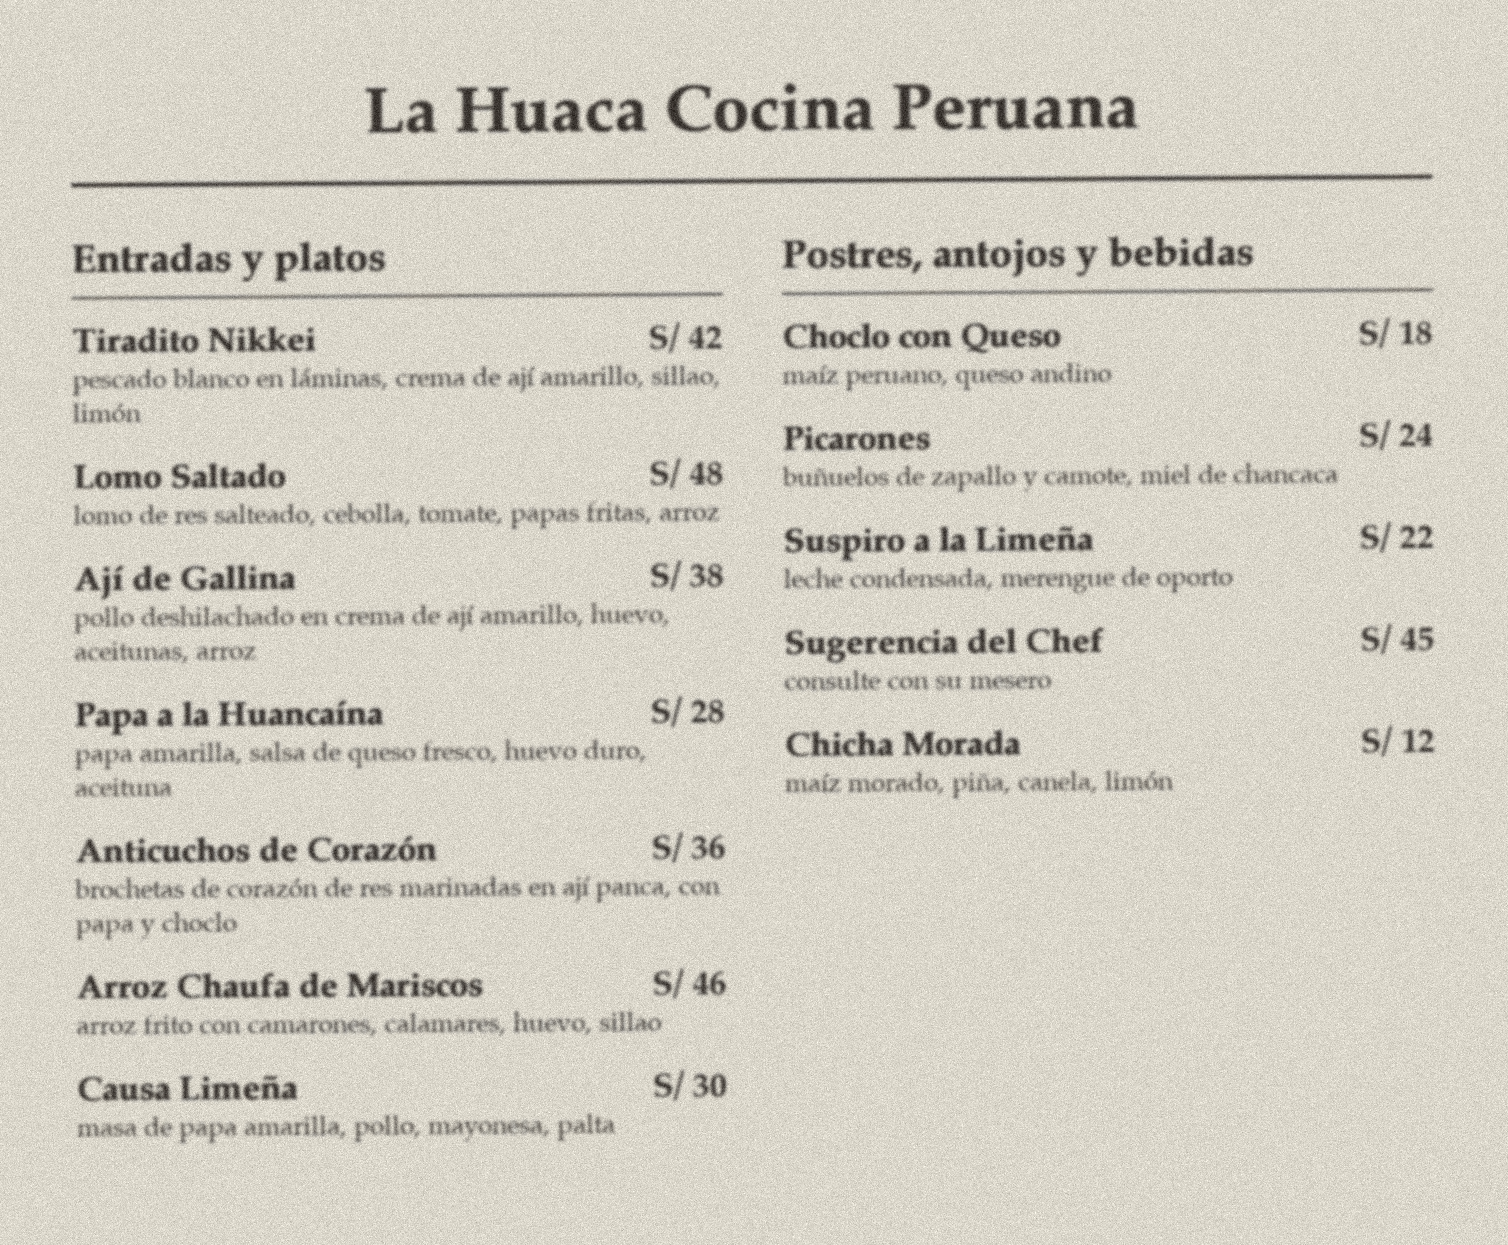 La Huaca Cocina Peruana
Entradas y platos
Tiradito Nikkei S/ 42
pescado blanco en láminas, crema de ají amarillo, sillao,
limón
Lomo Saltado S/ 48
lomo de res salteado, cebolla, tomate, papas fritas, arroz
Ají de Gallina S/ 38
pollo deshilachado en crema de ají amarillo, huevo,
aceitunas, arroz
Papa a la Huancaína S/ 28
papa amarilla, salsa de queso fresco, huevo duro,
aceituna
Anticuchos de Corazón S/ 36
brochetas de corazón de res marinadas en ají panca, con
papa y choclo
Arroz Chaufa de Mariscos S/ 46
arroz frito con camarones, calamares, huevo, sillao
Causa Limeña S/ 30
masa de papa amarilla, pollo, mayonesa, palta
Postres, antojos y bebidas
Choclo con Queso S/ 18
maíz peruano, queso andino
Picarones S/ 24
buñuelos de zapallo y camote, miel de chancaca
Suspiro a la Limeña S/ 22
leche condensada, merengue de oporto
Sugerencia del Chef S/ 45
consulte con su mesero
Chicha Morada S/ 12
maíz morado, piña, canela, limón